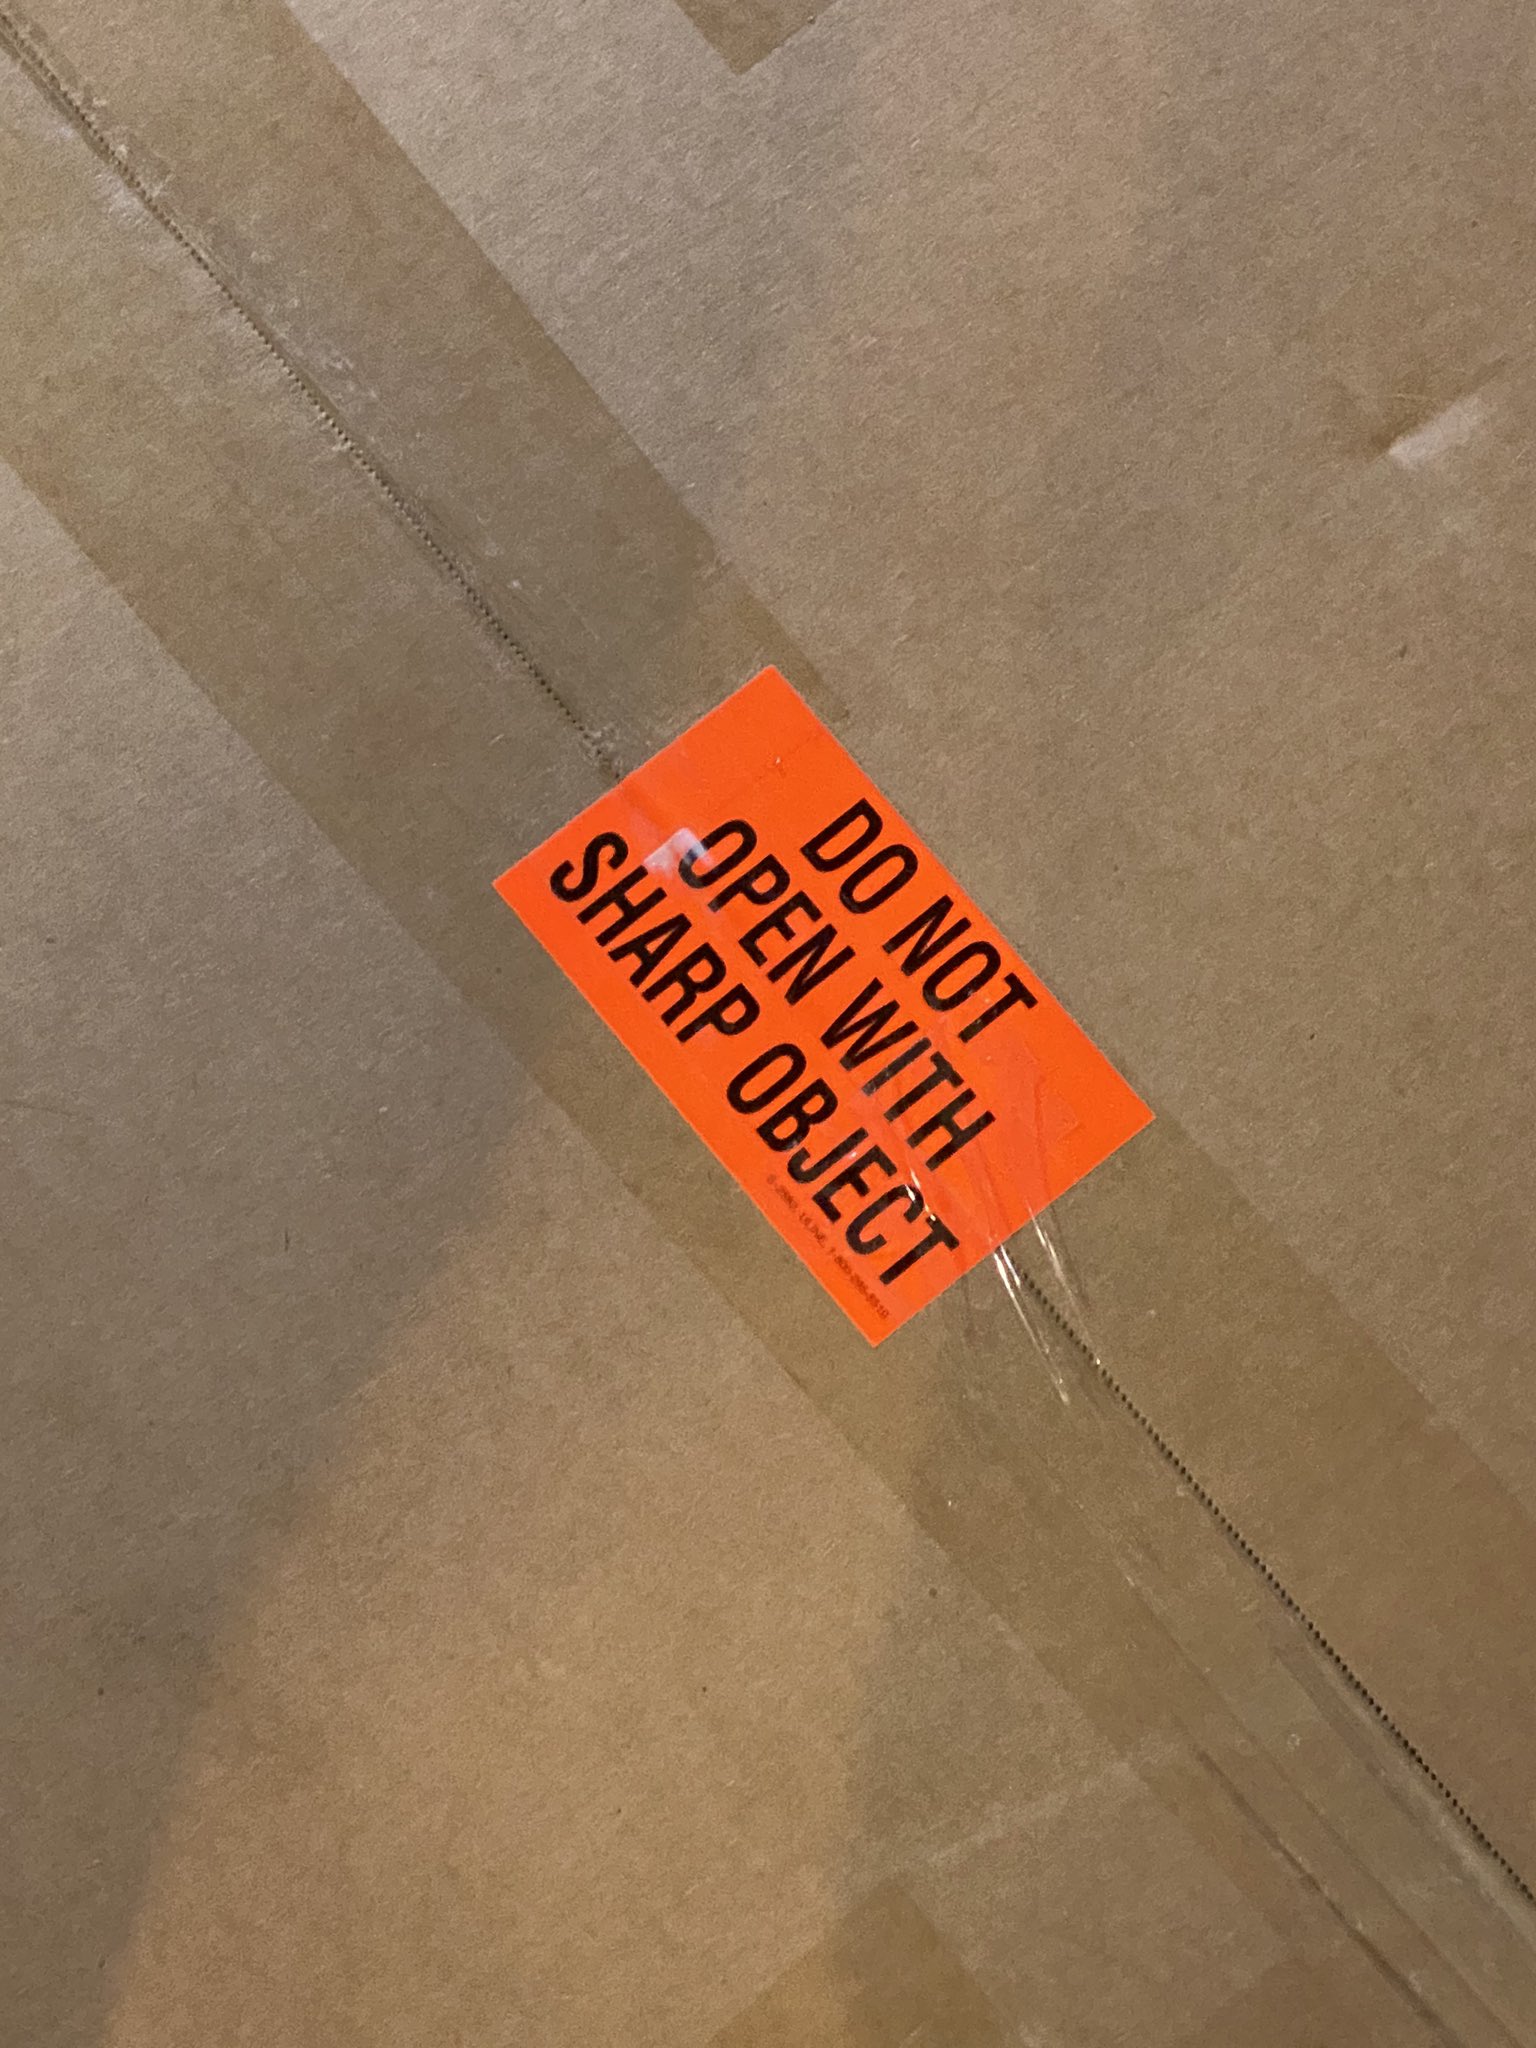 DO NOT
OPEN WITH
SHARP OBJECT